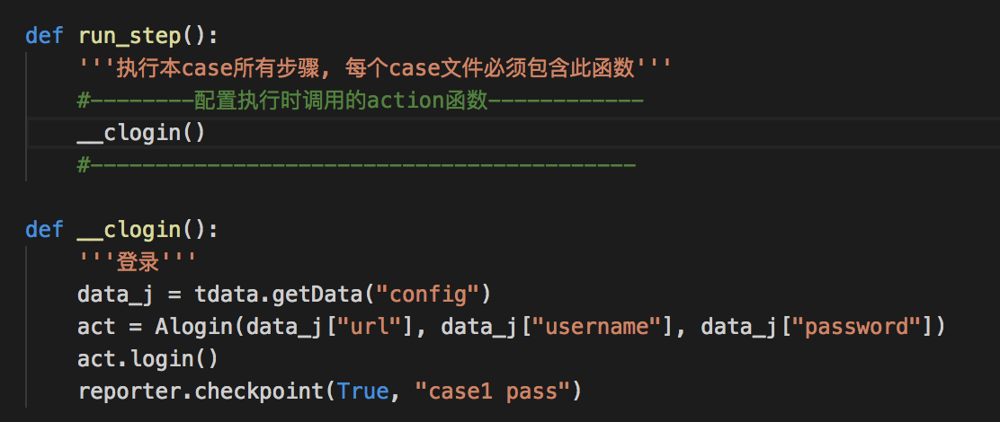 def run_step():
    '''执行本case所有步骤, 每个case文件必须包含此函数'''
    #--------配置执行时调用的action函数------------
    __clogin()
    #------------------------------------------
def __clogin():
    '''登录'''
    data_j = tdata.getData("config")
    act = Alogin(data_j["url"], data_j["username"], data_j["password"])
    act.login()
    reporter.checkpoint(True, "case1 pass")